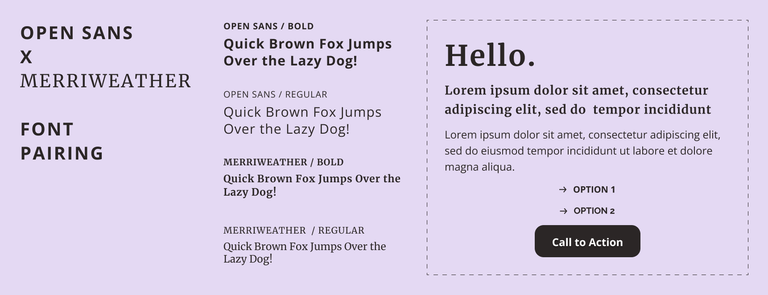 OPEN SANS
X
MERRIWEATHER
FONT
PAIRING
OPEN SANS / BOLD
Quick Brown Fox Jumps
Over the Lazy Dog!
OPEN SANS / REGULAR
Quick Brown Fox Jumps
Over the Lazy Dog!
MERRIWEATHER / BOLD
Quick Brown Fox Jumps Over the
Lazy Dog!
MERRIWEATHER / REGULAR
Quick Brown Fox Jumps Over the
Lazy Dog!
Hello.
Lorem ipsum dolor sit amet, consectetur
adipiscing elit, sed do tempor incididunt
Lorem ipsum dolor sit amet, consectetur adipiscing elit,
sed do eiusmod tempor incididunt ut labore et dolore
magna aliqua.
→ OPTION 1
→ OPTION 2
Call to Action